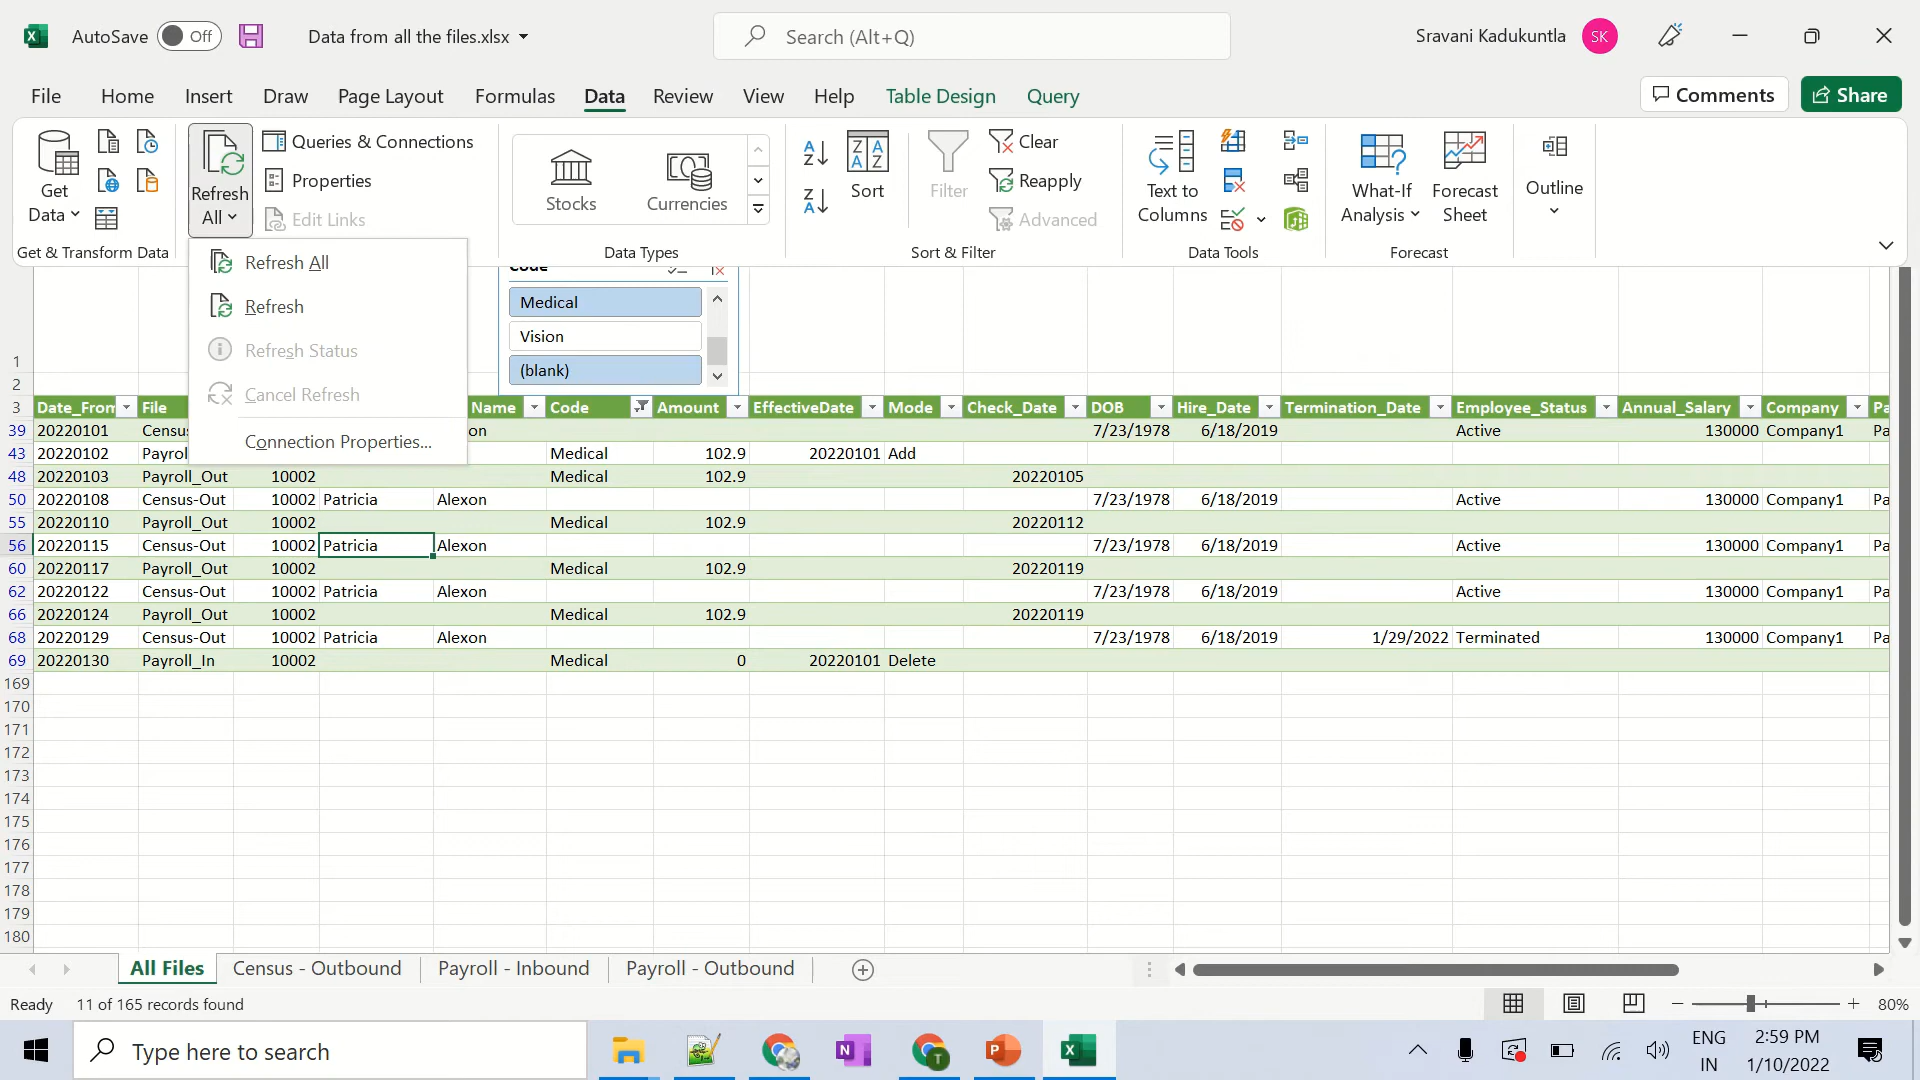 AutoSave Off Data from all the files.xlsx Search (Alt+Q) Sravani Kadukuntla SK
File Home Insert Draw Page Layout Formulas Data Review View Help Table Design Query Comments Share
Get Data
Refresh All
Queries & Connections
Properties
Edit Links
Stocks Currencies
Sort
Filter
Clear
Reapply
Advanced
Text to Columns
What-If Analysis
Forecast Sheet
Outline
Get & Transform Data Data Types Sort & Filter Data Tools Forecast
Refresh All
Refresh
Refresh Status
Cancel Refresh
Connection Properties...
Code
Medical
Vision
(blank)
1
2
3 Date_From File Name Code Amount EffectiveDate Mode Check_Date DOB Hire_Date Termination_Date Employee_Status Annual_Salary Company Pa
39 20220101 Census on 7/23/1978 6/18/2019 Active 130000 Company1 Pa
43 20220102 Payrol Medical 102.9 20220101 Add
48 20220103 Payroll_Out 10002 Medical 102.9 20220105
50 20220108 Census-Out 10002 Patricia Alexon 7/23/1978 6/18/2019 Active 130000 Company1 Pa
55 20220110 Payroll_Out 10002 Medical 102.9 20220112
56 20220115 Census-Out 10002 Patricia Alexon 7/23/1978 6/18/2019 Active 130000 Company1 Pa
60 20220117 Payroll_Out 10002 Medical 102.9 20220119
62 20220122 Census-Out 10002 Patricia Alexon 7/23/1978 6/18/2019 Active 130000 Company1 Pa
66 20220124 Payroll_Out 10002 Medical 102.9 20220119
68 20220129 Census-Out 10002 Patricia Alexon 7/23/1978 6/18/2019 1/29/2022 Terminated 130000 Company1 Pa
69 20220130 Payroll_In 10002 Medical 0 20220101 Delete
169
170
171
172
173
174
175
176
177
178
179
180
All Files Census - Outbound Payroll - Inbound Payroll - Outbound
Ready 11 of 165 records found 80%
Type here to search ENG IN 2:59 PM 1/10/2022